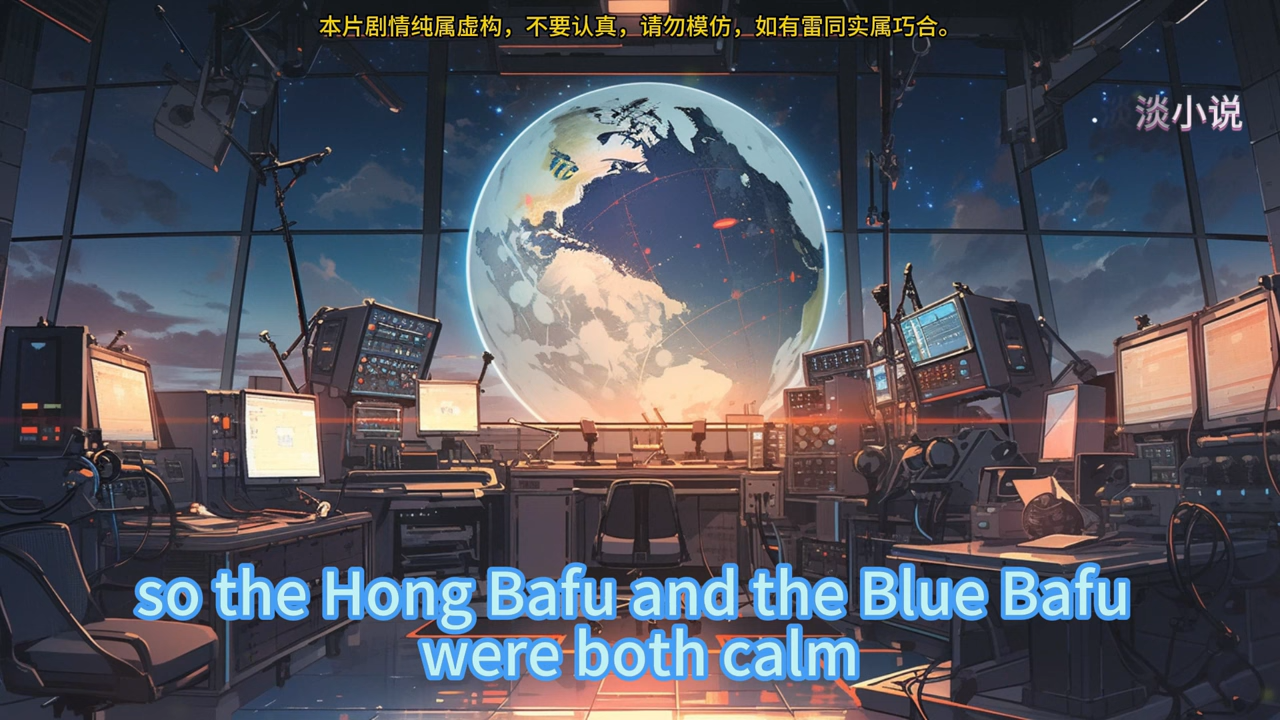 本片剧情纯属虚构，不要认真，请勿模仿，如有雷同实属巧合。
淡小说
so the Hong Bafu and the Blue Bafu
were both calm